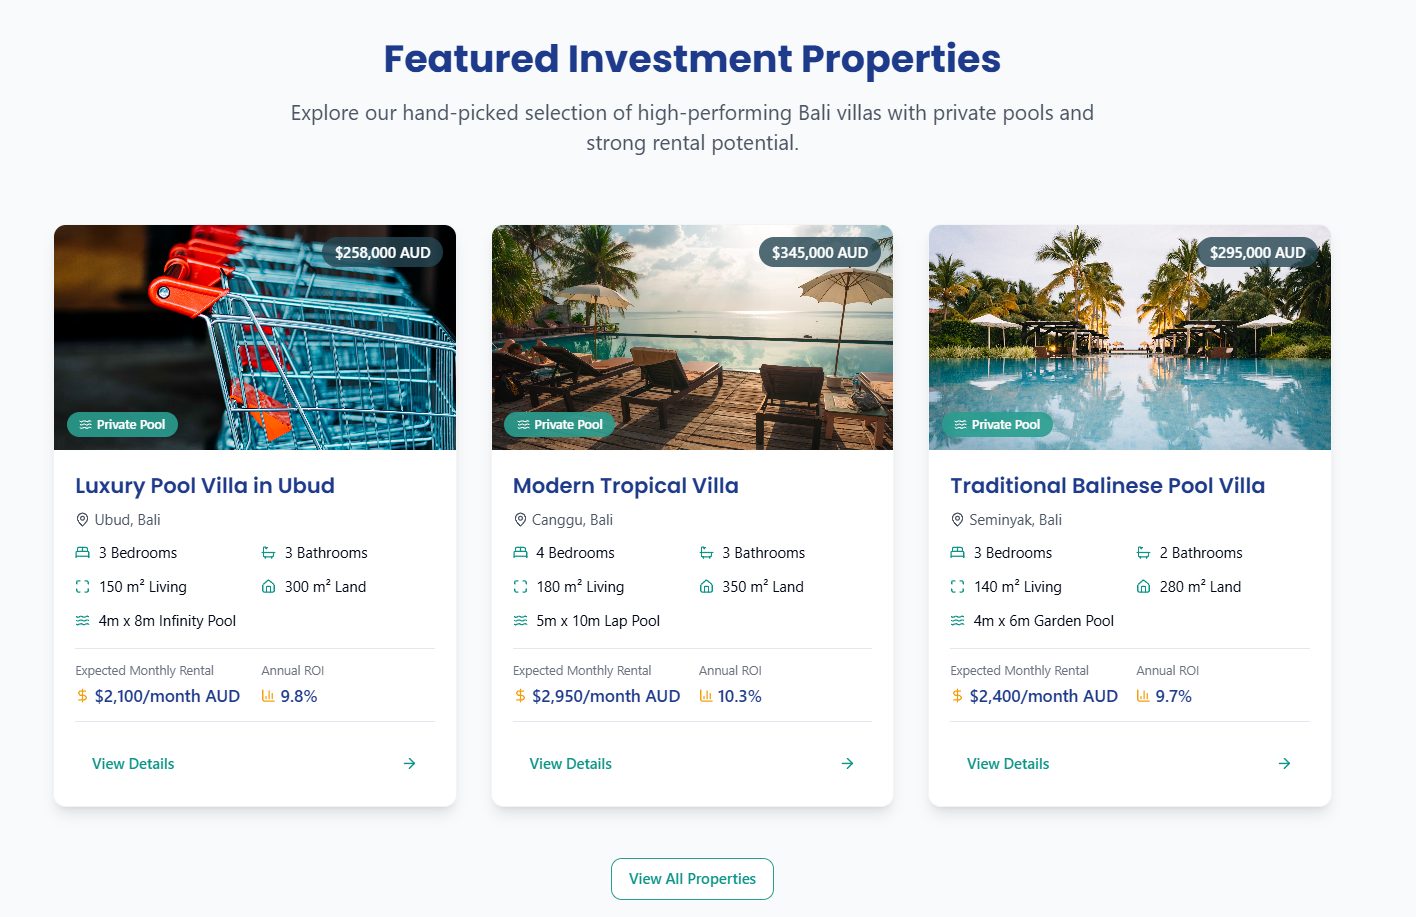 Featured Investment Properties
Explore our hand-picked selection of high-performing Bali villas with private pools and
strong rental potential.
$258,000 AUD
Private Pool
Luxury Pool Villa in Ubud
Ubud, Bali
3 Bedrooms
3 Bathrooms
150 m² Living
300 m² Land
4m x 8m Infinity Pool
Expected Monthly Rental
Annual ROI
$2,100/month AUD
9.8%
View Details
$345,000 AUD
Private Pool
Modern Tropical Villa
Canggu, Bali
4 Bedrooms
3 Bathrooms
180 m² Living
350 m² Land
5m x 10m Lap Pool
Expected Monthly Rental
Annual ROI
$2,950/month AUD
10.3%
View Details
$295,000 AUD
Private Pool
Traditional Balinese Pool Villa
Seminyak, Bali
3 Bedrooms
2 Bathrooms
140 m² Living
280 m² Land
4m x 6m Garden Pool
Expected Monthly Rental
Annual ROI
$2,400/month AUD
9.7%
View Details
View All Properties